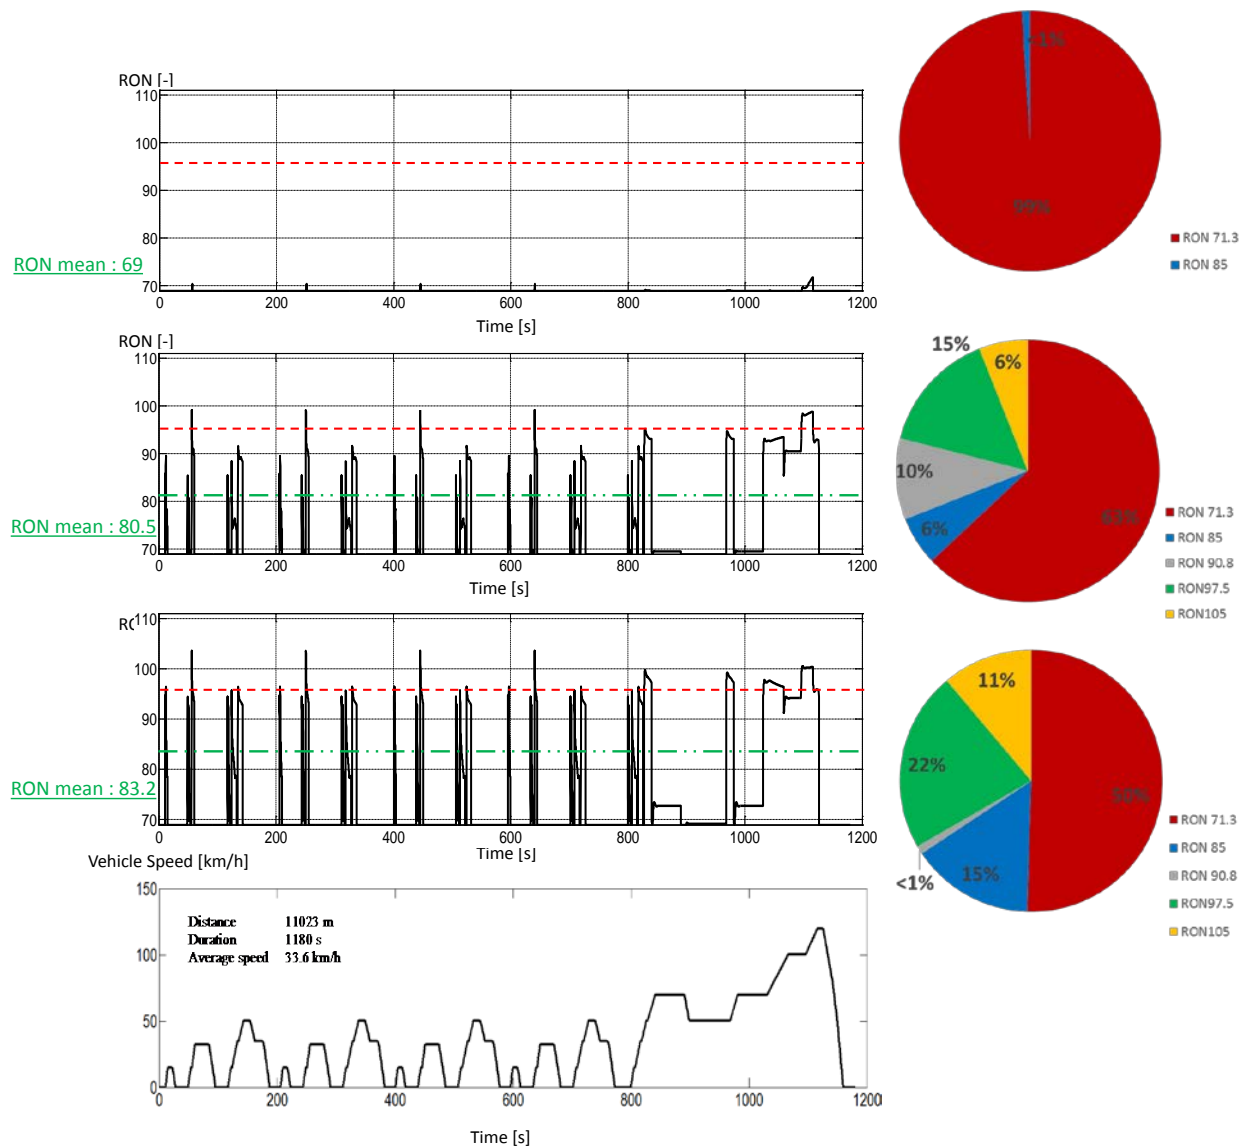 RON [-]
110
100
90
80
70
RON mean : 69
0
200
400
600
800
1000
1200
Time [s]
<1%
99%
RON 71.3
RON 85
RON [-]
110
100
90
80
70
RON mean : 80.5
0
200
400
600
800
1000
1200
Time [s]
15%
6%
10%
6%
63%
RON 71.3
RON 85
RON 90.8
RON97.5
RON105
110
100
90
80
70
RON mean : 83.2
0
200
400
600
800
1000
1200
Time [s]
11%
22%
50%
<1%
15%
RON 71.3
RON 85
RON 90.8
RON97.5
RON105
Vehicle Speed [km/h]
150
100
50
0
Distance 11023 m
Duration 1180 s
Average speed 33.6 km/h
0
200
400
600
800
1000
1200
Time [s]